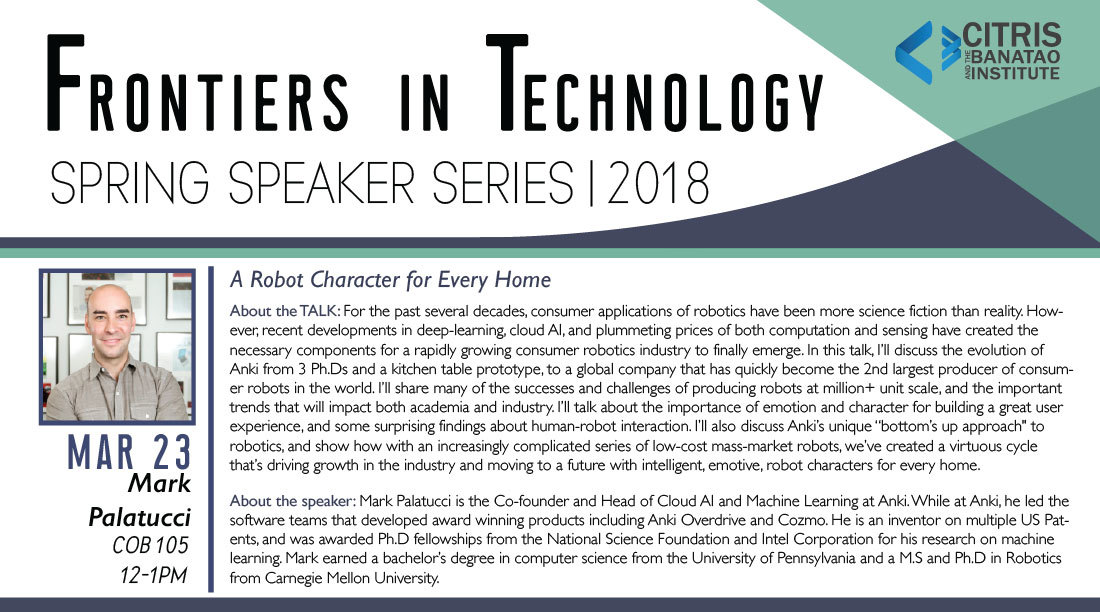 FRONTIERS IN TECHNOLOGY
SPRING SPEAKER SERIES | 2018
CITRIS
AND THE
BANATAO
INSTITUTE
MAR 23
Mark
Palatucci
COB 105
12-1PM
A Robot Character for Every Home
About the TALK: For the past several decades, consumer applications of robotics have been more science fiction than reality. How-
ever, recent developments in deep-learning, cloud AI, and plummeting prices of both computation and sensing have created the
necessary components for a rapidly growing consumer robotics industry to finally emerge. In this talk, I'll discuss the evolution of
Anki from 3 Ph.Ds and a kitchen table prototype, to a global company that has quickly become the 2nd largest producer of consum-
er robots in the world. I'll share many of the successes and challenges of producing robots at million+ unit scale, and the important
trends that will impact both academia and industry. I'll talk about the importance of emotion and character for building a great user
experience, and some surprising findings about human-robot interaction. I'll also discuss Anki's unique “bottom's up approach" to
robotics, and show how with an increasingly complicated series of low-cost mass-market robots, we've created a virtuous cycle
that's driving growth in the industry and moving to a future with intelligent, emotive, robot characters for every home.
About the speaker: Mark Palatucci is the Co-founder and Head of Cloud AI and Machine Learning at Anki. While at Anki, he led the
software teams that developed award winning products including Anki Overdrive and Cozmo. He is an inventor on multiple US Pat-
ents, and was awarded Ph.D fellowships from the National Science Foundation and Intel Corporation for his research on machine
learning. Mark earned a bachelor's degree in computer science from the University of Pennsylvania and a M.S and Ph.D in Robotics
from Carnegie Mellon University.